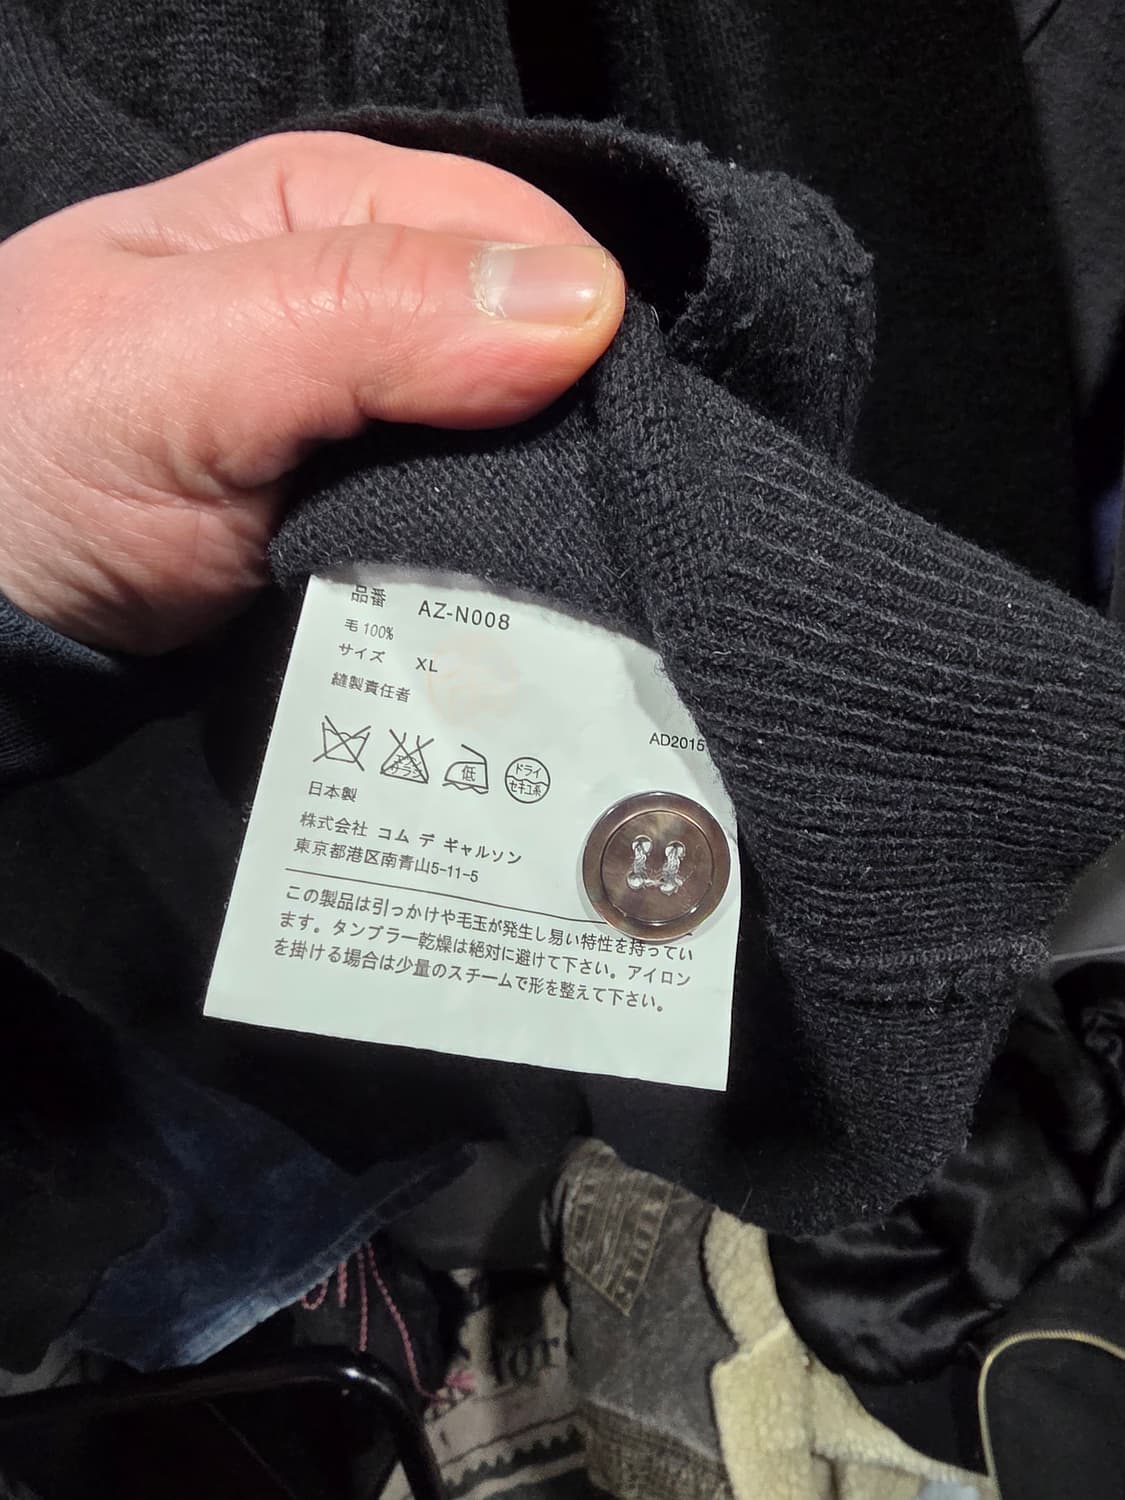 品番 AZ-N008
毛 100%
サイズ XL
縫製責任者
AD2015
サラシ 低 ドライ
セキユ系
日本製
株式会社 コム デ ギャルソン
東京都港区南青山5-11-5
この製品は引っかけや毛玉が発生し易い特性を持ってい
ます。タンブラー乾燥は絶対に避けて下さい。アイロン
を掛ける場合は少量のスチームで形を整えて下さい。